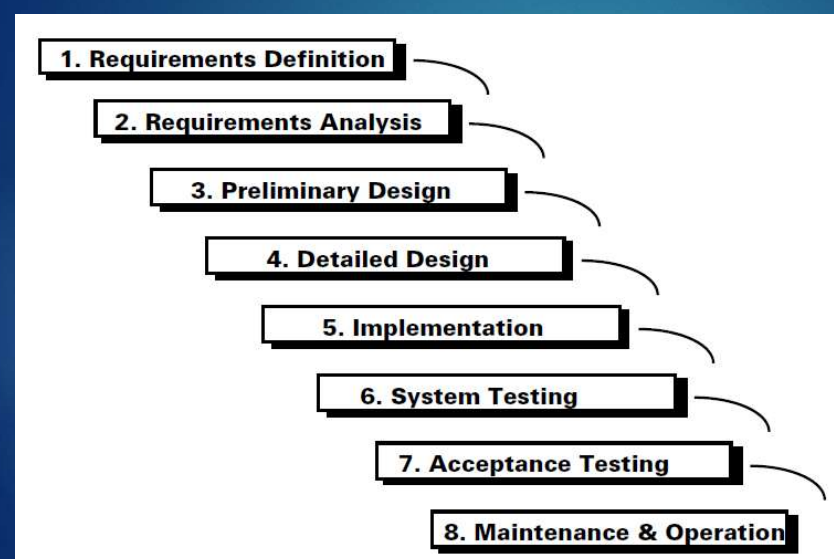 1. Requirements Definition
2. Requirements Analysis
3. Preliminary Design
4. Detailed Design
5. Implementation
6. System Testing
7. Acceptance Testing
8. Maintenance & Operation